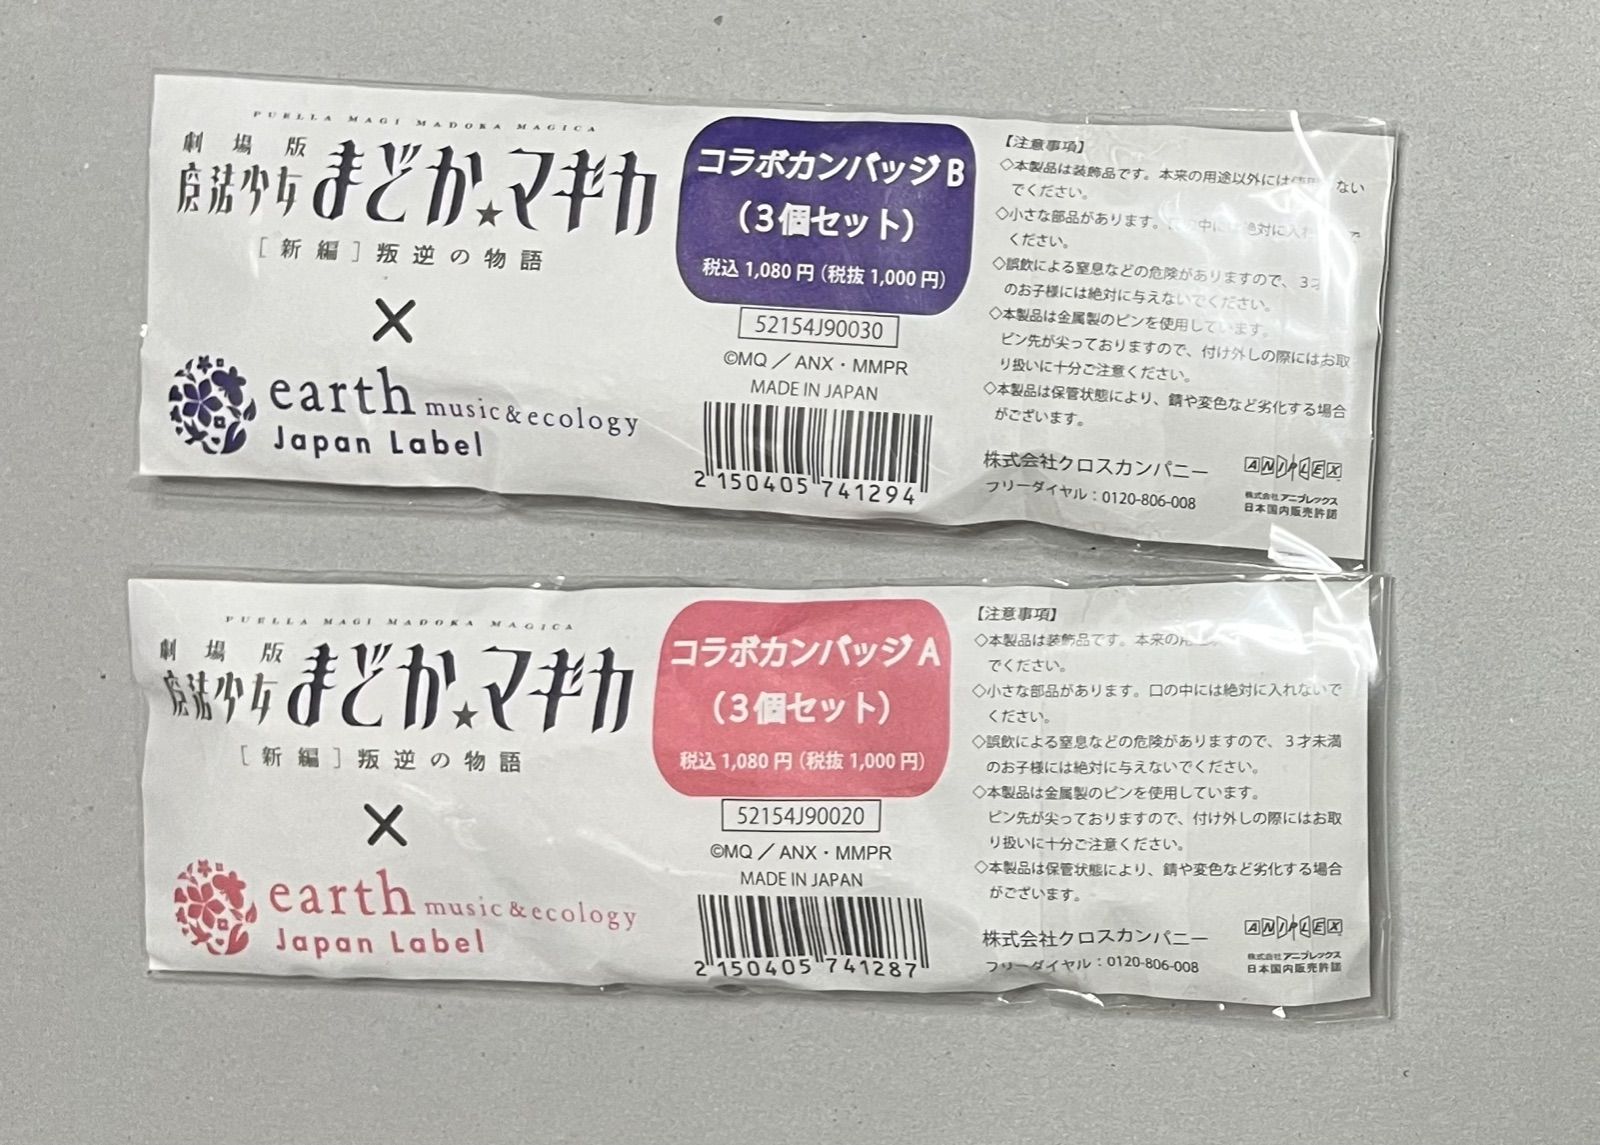 PUELLA MAGI MADOKA MAGICA
劇場版
魔法少女まどか★マギカ
［新編］叛逆の物語
×
earth music&ecology
Japan Label
コラボカンバッジ B
（3個セット）
税込 1,080 円（税抜 1,000 円）
52154J90030
©MQ／ANX・MMPR
MADE IN JAPAN
2 150405 741294
【注意事項】
◇本製品は装飾品です。本来の用途以外には使用 ない
でください。
◇小さな部品があります。口の中には絶対に入れ で
ください。
◇誤飲による窒息などの危険がありますので、３才
のお子様には絶対に与えないでください。
◇本製品は金属製のピンを使用しています。
ピン先が尖っておりますので、付け外しの際にはお取
り扱いに十分ご注意ください。
◇本製品は保管状態により、錆や変色など劣化する場合
がございます。
株式会社クロスカンパニー
フリーダイヤル：0120-806-008
ANIPLEX
株式会社アニプレックス
日本国内販売許諾
PUELLA MAGI MADOKA MAGICA
劇場版
魔法少女まどか★マギカ
［新編］叛逆の物語
×
earth music&ecology
Japan Label
コラボカンバッジ A
（3個セット）
税込 1,080 円（税抜 1,000 円）
52154J90020
©MQ／ANX・MMPR
MADE IN JAPAN
2 150405 741287
【注意事項】
◇本製品は装飾品です。本来の用
でください。
◇小さな部品があります。口の中には絶対に入れないで
ください。
◇誤飲による窒息などの危険がありますので、３才未満
のお子様には絶対に与えないでください。
◇本製品は金属製のピンを使用しています。
ピン先が尖っておりますので、付け外しの際にはお取
り扱いに十分ご注意ください。
◇本製品は保管状態により、錆や変色など劣化する場合
がございます。
株式会社クロスカンパニー
フリーダイヤル：0120-806-008
ANIPLEX
株式会社アニプレックス
日本国内販売許諾